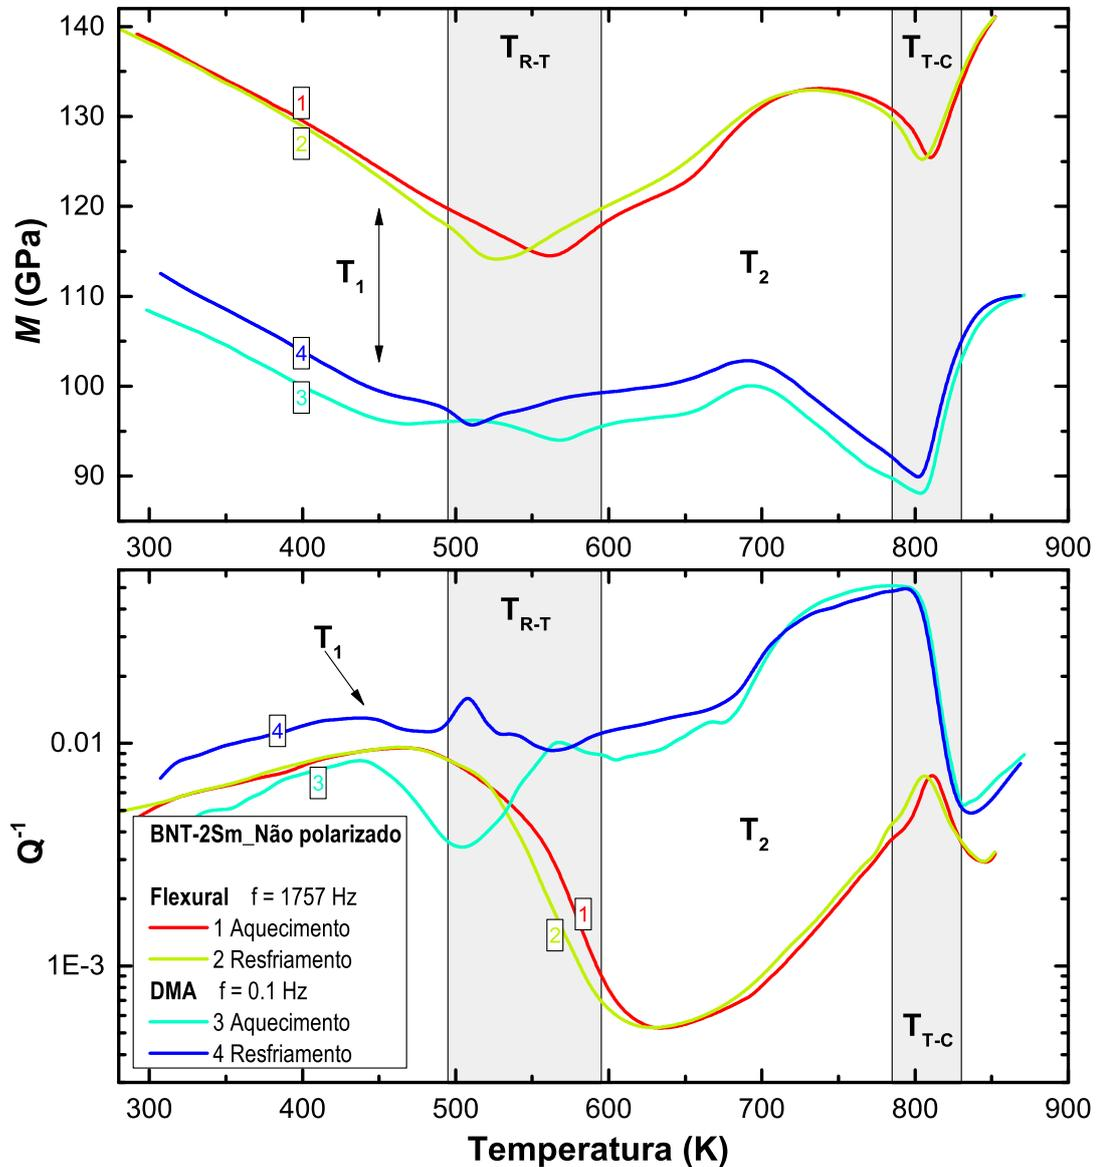 140
130
120
110
100
90
M (GPa)
T_R-T
T_T-C
1
2
T_1
T_2
4
3
300 400 500 600 700 800 900
0.01
1E-3
Q^-1
T_1
T_R-T
4
3
T_2
1
2
T_T-C
BNT-2Sm_Não polarizado
Flexural f = 1757 Hz
1 Aquecimento
2 Resfriamento
DMA f = 0.1 Hz
3 Aquecimento
4 Resfriamento
300 400 500 600 700 800 900
Temperatura (K)